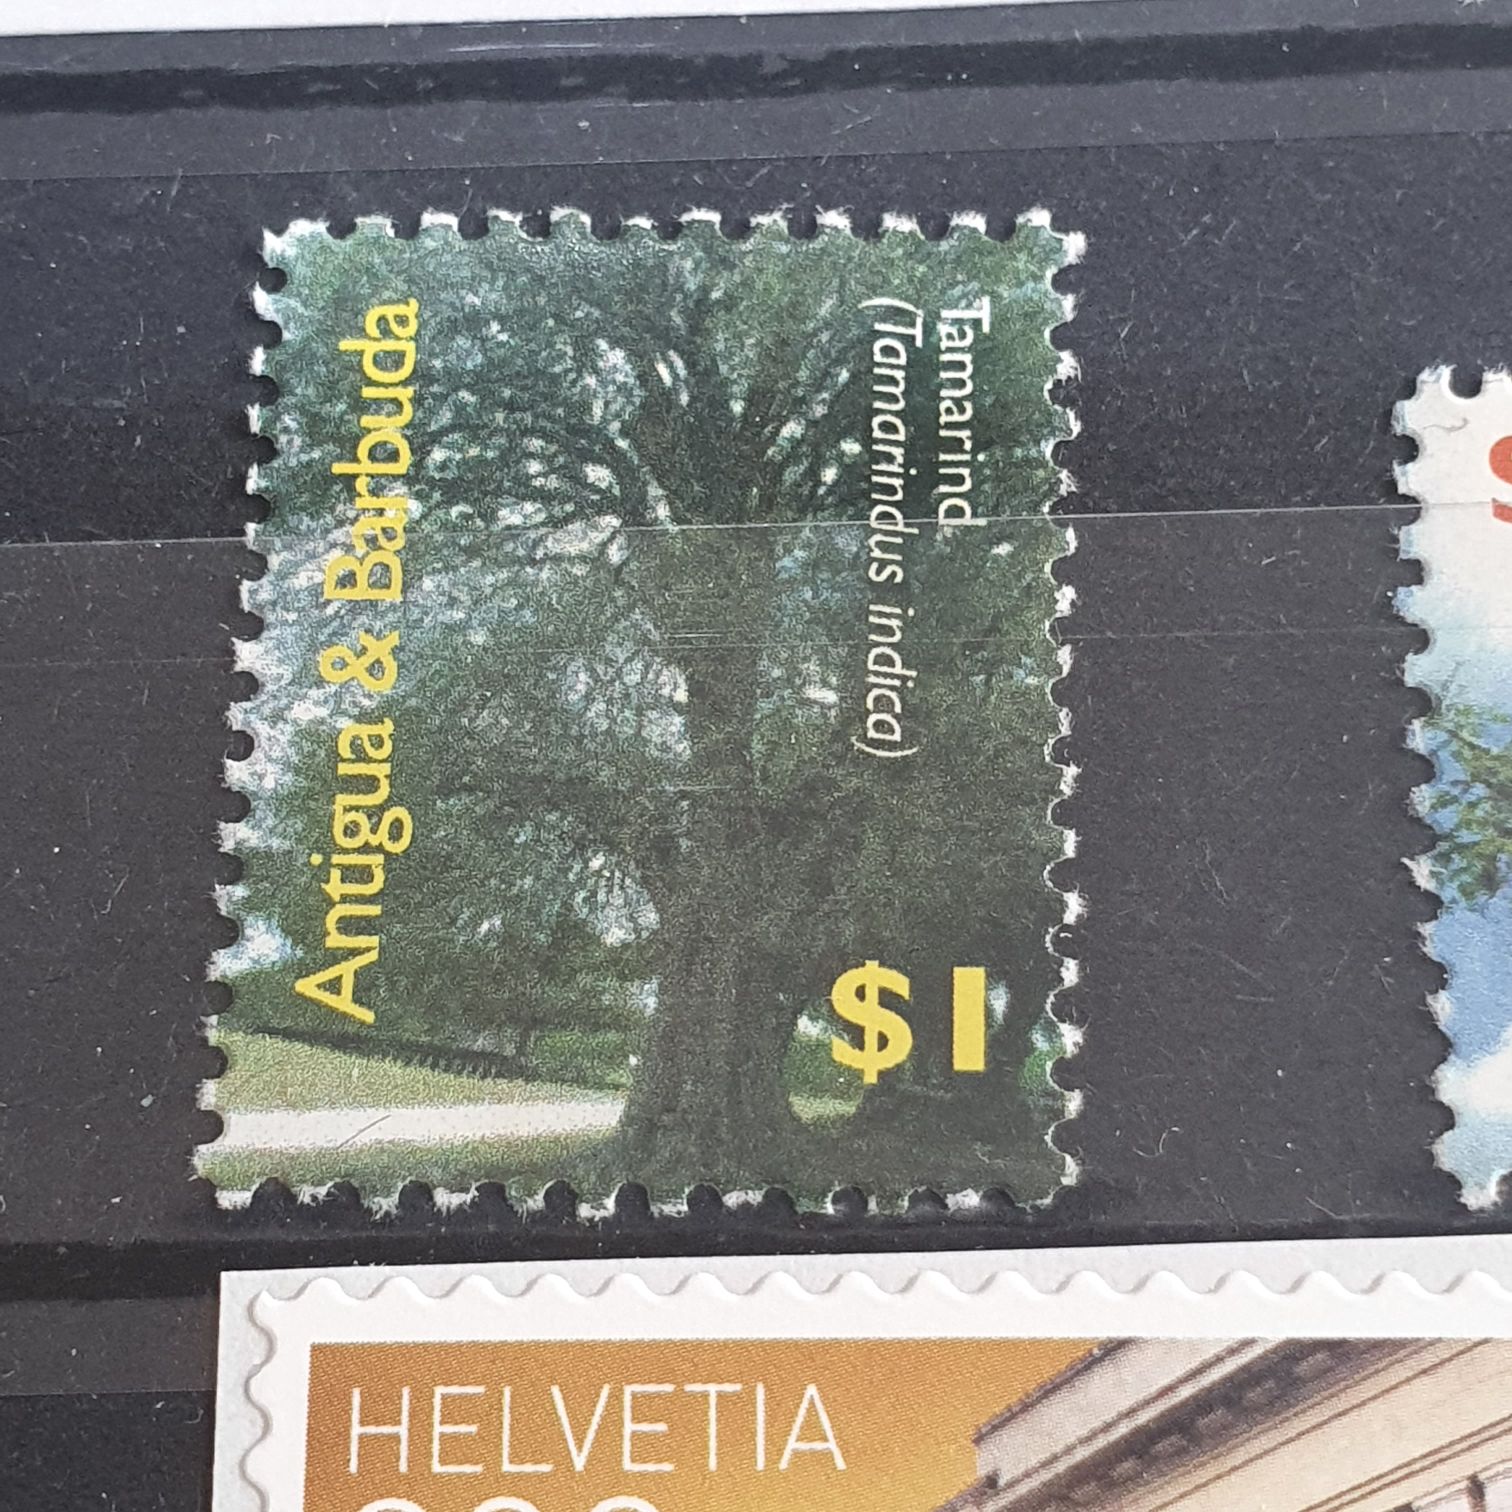 Antigua & Barbuda
Tamarind
(Tamarindus indica)
$1
S
HELVETIA